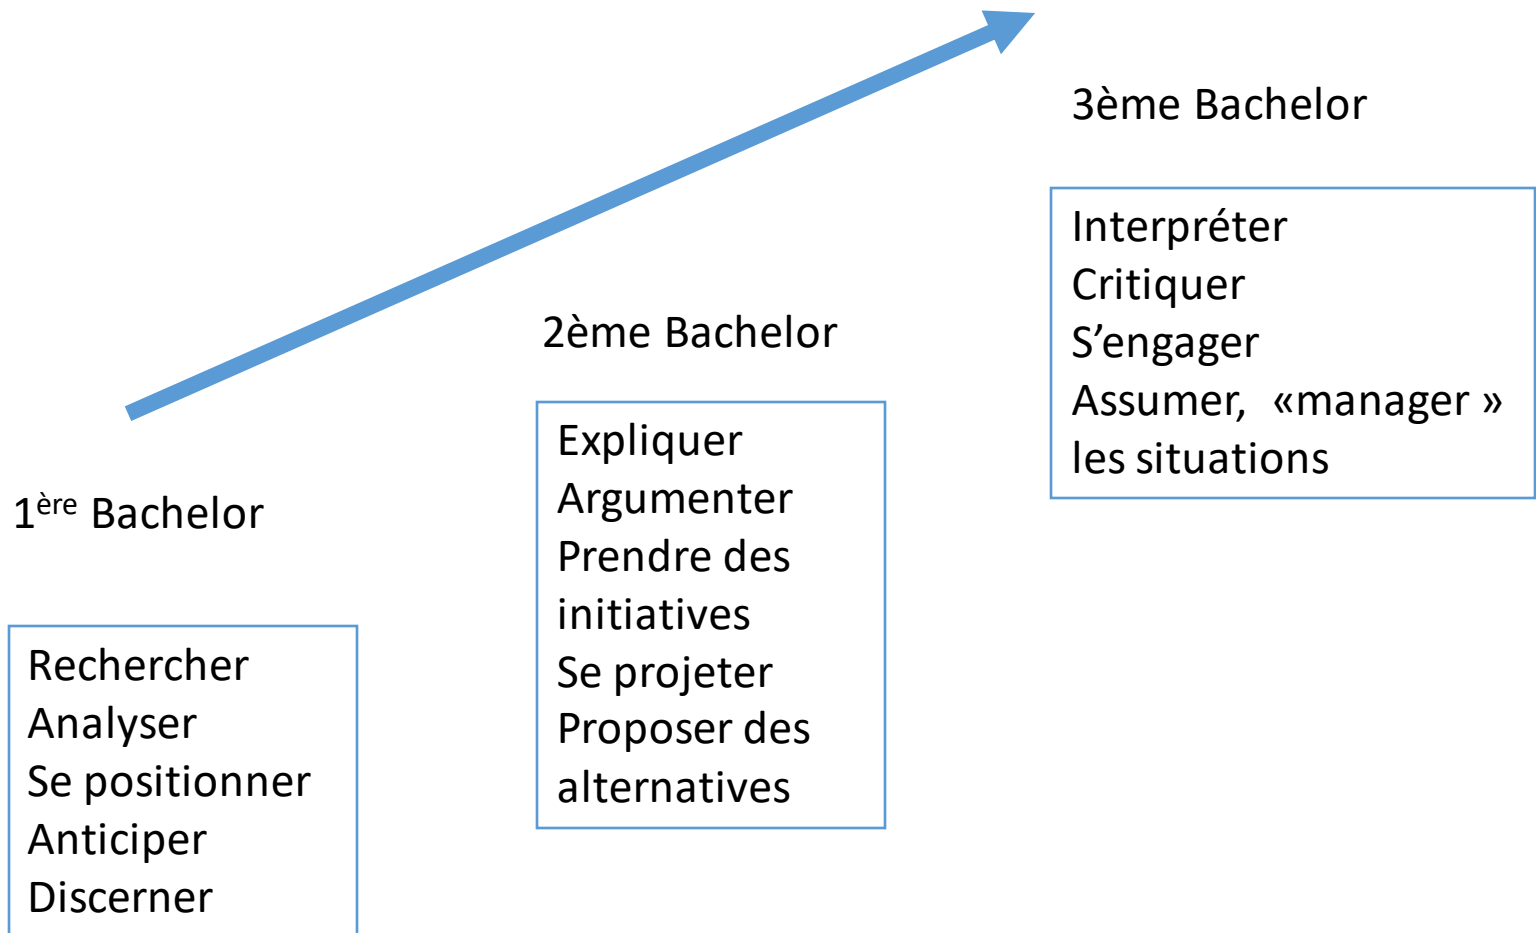 1ère Bachelor
Rechercher
Analyser
Se positionner
Anticiper
Discerner
2ème Bachelor
Expliquer
Argumenter
Prendre des
initiatives
Se projeter
Proposer des
alternatives
3ème Bachelor
Interpréter
Critiquer
S’engager
Assumer, «manager »
les situations